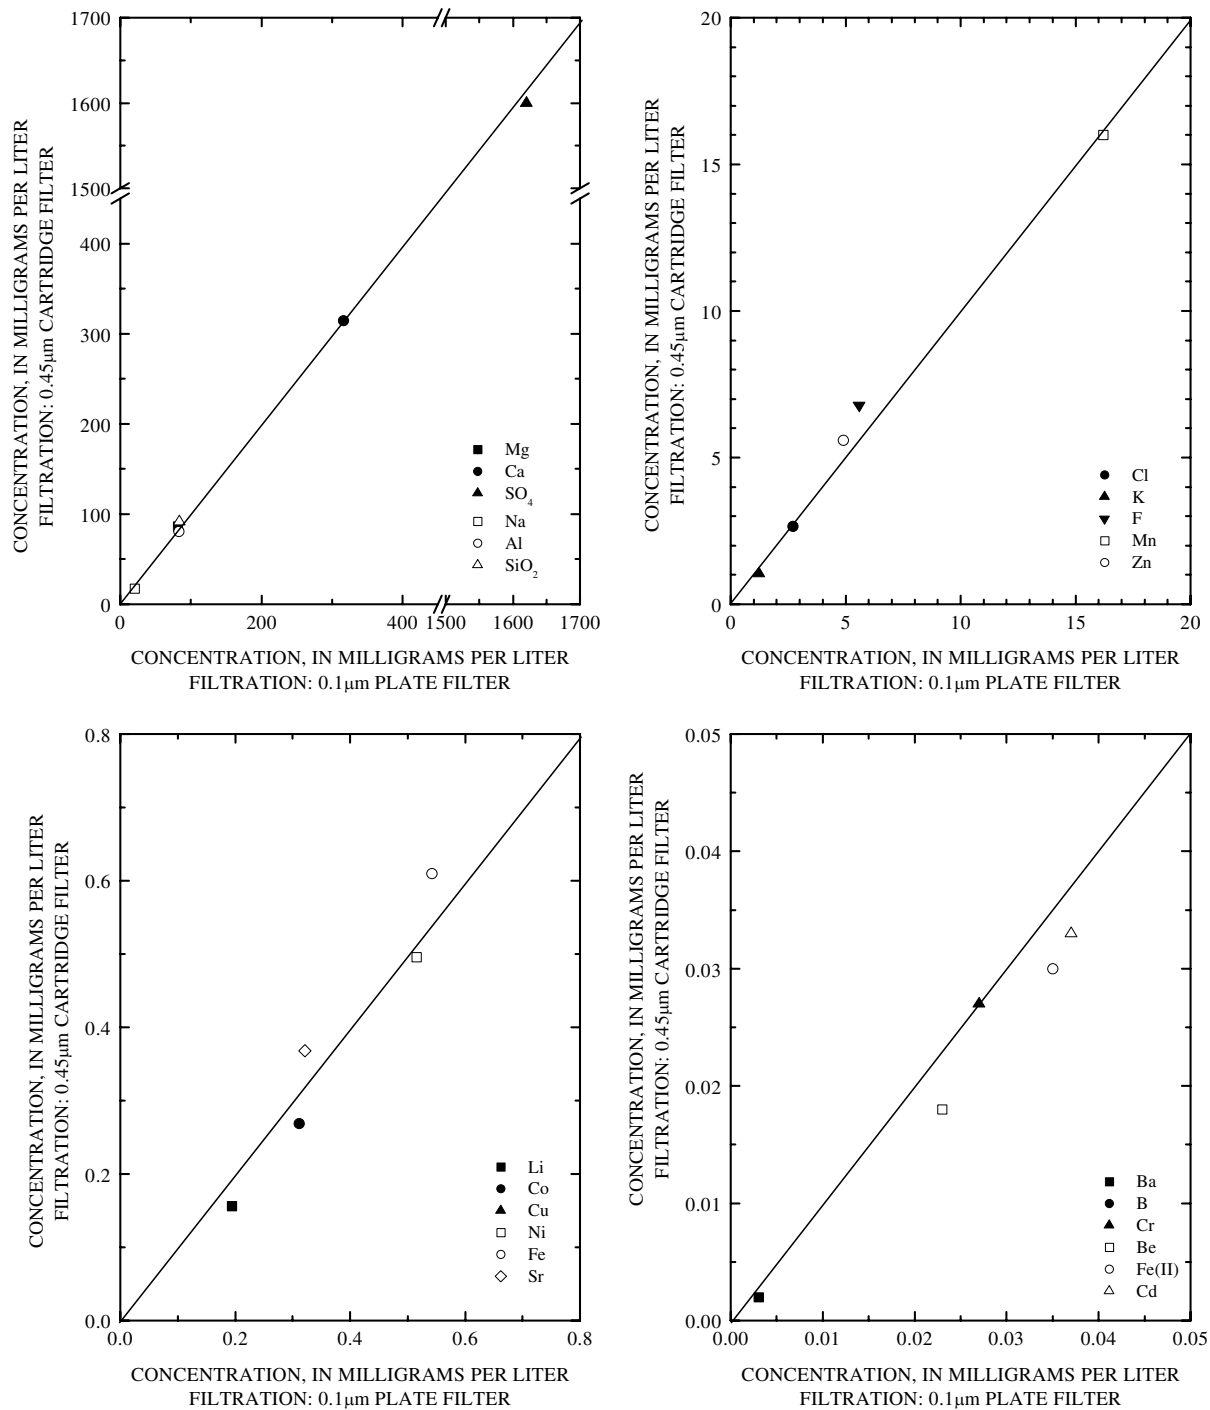 CONCENTRATION, IN MILLIGRAMS PER LITER
FILTRATION: 0.45μm CARTRIDGE FILTER
1700
1600
1500
400
300
200
100
0
Mg
Ca
SO4
Na
Al
SiO2
0 200 400 1500 1600 1700
CONCENTRATION, IN MILLIGRAMS PER LITER
FILTRATION: 0.1μm PLATE FILTER
CONCENTRATION, IN MILLIGRAMS PER LITER
FILTRATION: 0.45μm CARTRIDGE FILTER
20
15
10
5
0
Cl
K
F
Mn
Zn
0 5 10 15 20
CONCENTRATION, IN MILLIGRAMS PER LITER
FILTRATION: 0.1μm PLATE FILTER
CONCENTRATION, IN MILLIGRAMS PER LITER
FILTRATION: 0.45μm CARTRIDGE FILTER
0.8
0.6
0.4
0.2
0.0
Li
Co
Cu
Ni
Fe
Sr
0.0 0.2 0.4 0.6 0.8
CONCENTRATION, IN MILLIGRAMS PER LITER
FILTRATION: 0.1μm PLATE FILTER
CONCENTRATION, IN MILLIGRAMS PER LITER
FILTRATION: 0.45μm CARTRIDGE FILTER
0.05
0.04
0.03
0.02
0.01
0.00
Ba
B
Cr
Be
Fe(II)
Cd
0.00 0.01 0.02 0.03 0.04 0.05
CONCENTRATION, IN MILLIGRAMS PER LITER
FILTRATION: 0.1μm PLATE FILTER